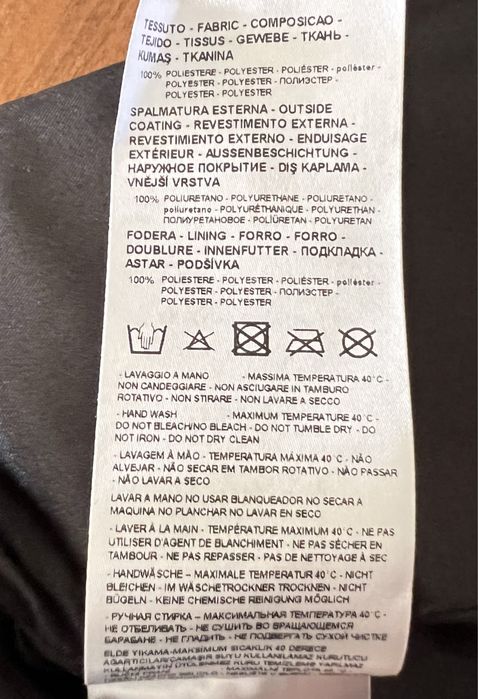 TESSUTO - FABRIC - COMPOSICAO -
TEJIDO - TISSUS - GEWEBE - ТКАНЬ -
KUMAŞ - TKANINA
100% POLIESTERE - POLYESTER - POLIÉSTER - poliéster -
POLYESTER - POLYESTER - ПОЛИЭСТЕР -
POLYESTER - POLYESTER
SPALMATURA ESTERNA - OUTSIDE
COATING - REVESTIMENTO EXTERNA -
REVESTIMIENTO EXTERNO - ENDUISAGE
EXTÉRIEUR - AUSSENBESCHICHTUNG -
НАРУЖНОЕ ПОКРЫТИЕ - DIŞ KAPLAMA -
VNĚJŠÍ VRSTVA
100% POLIURETANO - POLYURETHANE - POLIURETANO -
poliuretano - POLYURÉTHANIQUE - POLYURETHAN -
ПОЛИУРЕТАНОВОЕ - POLİÜRETAN - POLYURETAN
FODERA - LINING - FORRO - FORRO -
DOUBLURE - INNENFUTTER - ПОДКЛАДКА -
ASTAR - PODŠÍVKA
100% POLIESTERE - POLYESTER - POLIÉSTER - poliéster -
POLYESTER - POLYESTER - ПОЛИЭСТЕР -
POLYESTER - POLYESTER
- LAVAGGIO A MANO - MASSIMA TEMPERATURA 40°C -
NON CANDEGGIARE - NON ASCIUGARE IN TAMBURO
ROTATIVO - NON STIRARE - NON LAVARE A SECCO
- HAND WASH - MAXIMUM TEMPERATURE 40°C -
DO NOT BLEACH/NO BLEACH - DO NOT TUMBLE DRY - DO
NOT IRON - DO NOT DRY CLEAN
- LAVAGEM À MÃO - TEMPERATURA MÁXIMA 40°C - NÃO
ALVEJAR - NÃO SECAR EM TAMBOR ROTATIVO - NÃO PASSAR
- NÃO LAVAR A SECO
LAVAR A MANO NO USAR BLANQUEADOR NO SECAR A
MAQUINA NO PLANCHAR NO LAVAR EN SECO
- LAVER À LA MAIN - TEMPÉRATURE MAXIMUM 40°C - NE PAS
UTILISER D'AGENT DE BLANCHIMENT - NE PAS SÉCHER EN
TAMBOUR - NE PAS REPASSER - PAS DE NETTOYAGE À SEC
- HANDWÄSCHE – MAXIMALE TEMPERATUR 40°C - NICHT
BLEICHEN - IM WÄSCHETROCKNER TROCKNEN - NICHT
BÜGELN - KEINE CHEMISCHE REINIGUNG MÖGLICH
- РУЧНАЯ СТИРКА – МАКСИМАЛЬНАЯ ТЕМПЕРАТУРА 40°C -
НЕ ОТБЕЛИВАТЬ - НЕ СУШИТЬ ВО ВРАЩАЮЩЕМСЯ
БАРАБАНЕ - НЕ ГЛАДИТЬ - НЕ ПОДВЕРГАТЬ СУХОЙ ЧИСТКЕ
ELDE YIKAMA-MAKSIMUM SICAKLIK 40 DERECE